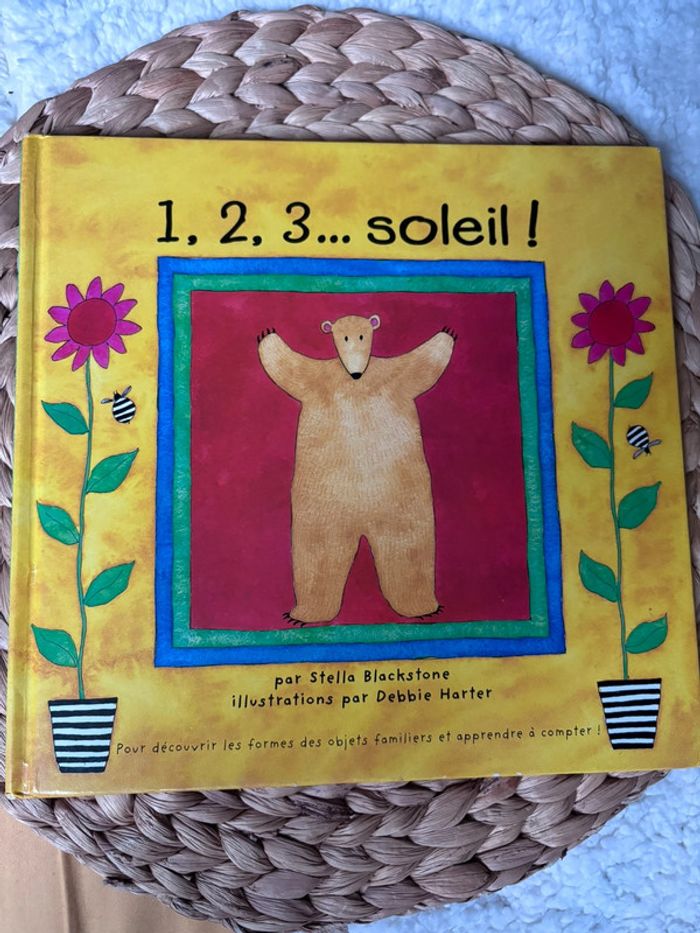 1, 2, 3... soleil !
par Stella Blackstone
illustrations par Debbie Harter
Pour découvrir les formes des objets familiers et apprendre à compter !